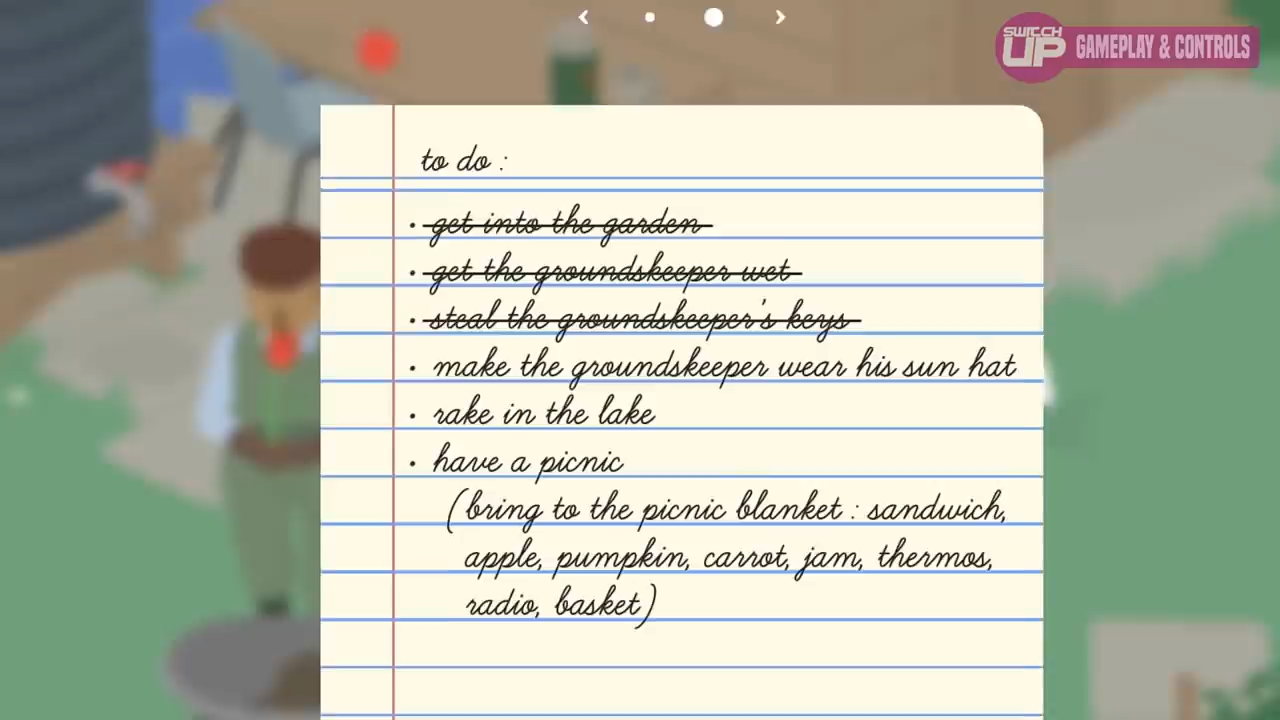 SWITCH UP GAMEPLAY & CONTROLS
to do :
• get into the garden
• get the groundskeeper wet
• steal the groundskeeper's keys
• make the groundskeeper wear his sun hat
• rake in the lake
• have a picnic
(bring to the picnic blanket : sandwich,
apple, pumpkin, carrot, jam, thermos,
radio, basket)